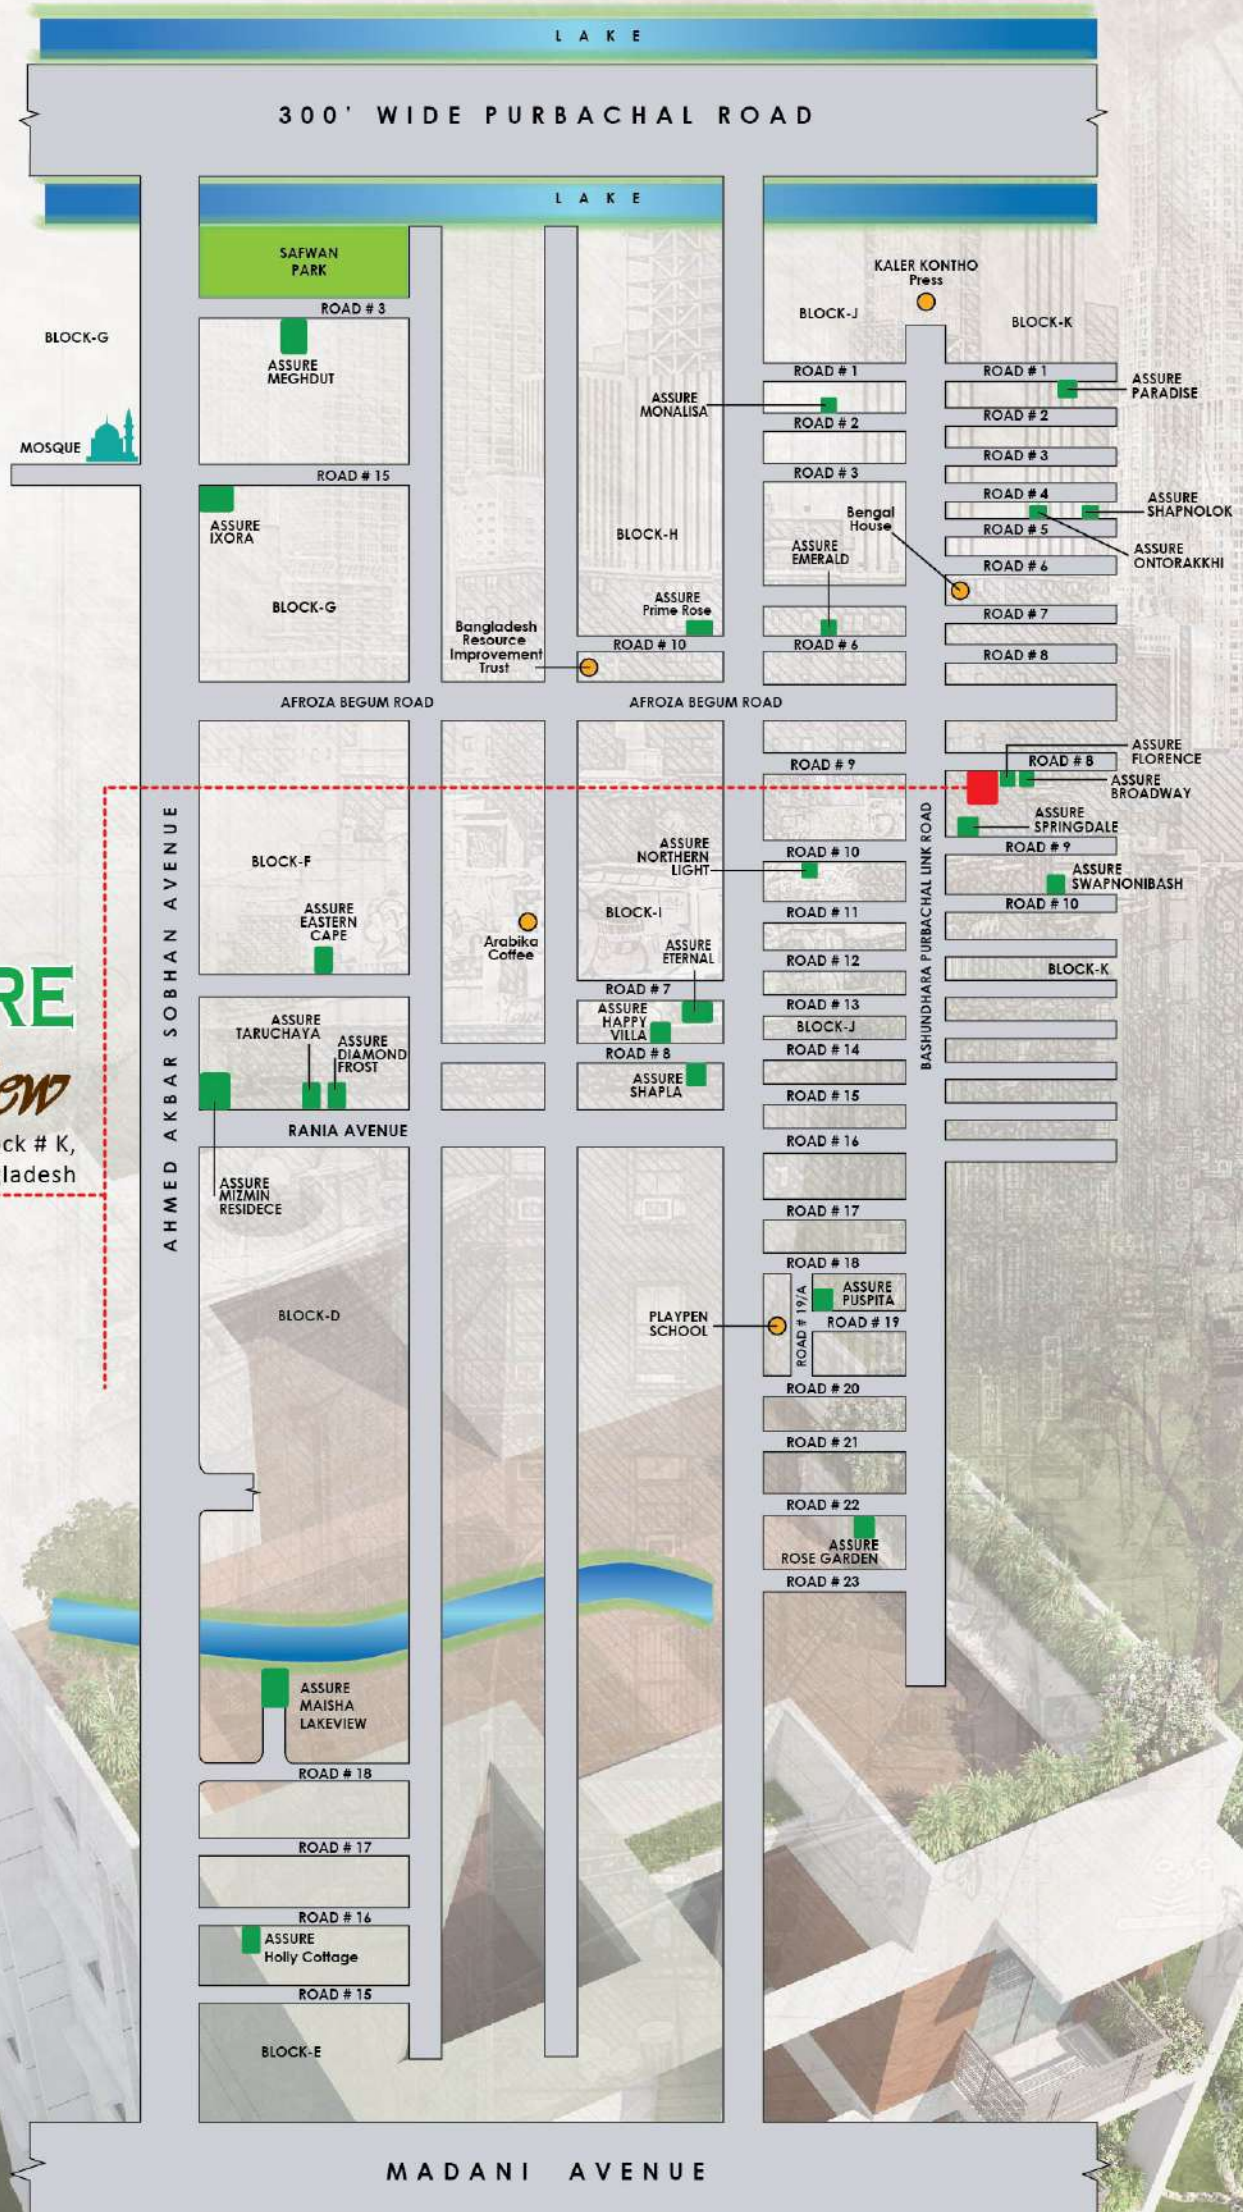 LAKE
300' WIDE PURBACHAL ROAD
LAKE
SAFWAN
PARK
ROAD # 3
BLOCK-G
ASSURE
MEGHDUT
MOSQUE
ROAD # 15
ASSURE
IXORA
BLOCK-G
BLOCK-H
ASSURE
Prime Rose
Bangladesh
Resource
Improvement
Trust
ROAD # 10
KALER KONTHO
Press
BLOCK-J
BLOCK-K
ROAD # 1
ROAD # 1
ASSURE
PARADISE
ASSURE
MONALISA
ROAD # 2
ROAD # 2
ROAD # 3
ROAD # 3
ROAD # 4
ASSURE
SHAPNOLOK
Bengal
House
ROAD # 5
ASSURE
ONTORAKKHI
ASSURE
EMERALD
ROAD # 6
ROAD # 7
ROAD # 6
ROAD # 8
AFROZA BEGUM ROAD
AFROZA BEGUM ROAD
ASSURE
FLORENCE
ROAD # 9
ROAD # 8
ASSURE
BROADWAY
ASSURE
SPRINGDALE
ROAD # 9
ASSURE
SWAPNONIBASH
ROAD # 10
BLOCK-K
BASHUNDHARA PURBACHAL LINK ROAD
AHMED AKBAR SOBHAN AVENUE
BLOCK-F
ASSURE
EASTERN
CAPE
Arabika
Coffee
ASSURE
NORTHERN
LIGHT
ROAD # 10
BLOCK-I
ROAD # 11
ASSURE
ETERNAL
ROAD # 12
ROAD # 7
ROAD # 13
ASSURE
HAPPY
VILLA
BLOCK-J
ROAD # 8
ROAD # 14
ASSURE
SHAPLA
ROAD # 15
ASSURE
TARUCHAYA
ASSURE
DIAMOND
FROST
RANIA AVENUE
ROAD # 16
RE
ew
ck # K,
ladesh
ASSURE
MIZMIN
RESIDECE
ROAD # 17
ROAD # 18
BLOCK-D
PLAYPEN
SCHOOL
ROAD # 19/A
ASSURE
PUSPITA
ROAD # 19
ROAD # 20
ROAD # 21
ROAD # 22
ASSURE
ROSE GARDEN
ROAD # 23
ASSURE
MAISHA
LAKEVIEW
ROAD # 18
ROAD # 17
ROAD # 16
ASSURE
Holly Cottage
ROAD # 15
BLOCK-E
MADANI AVENUE